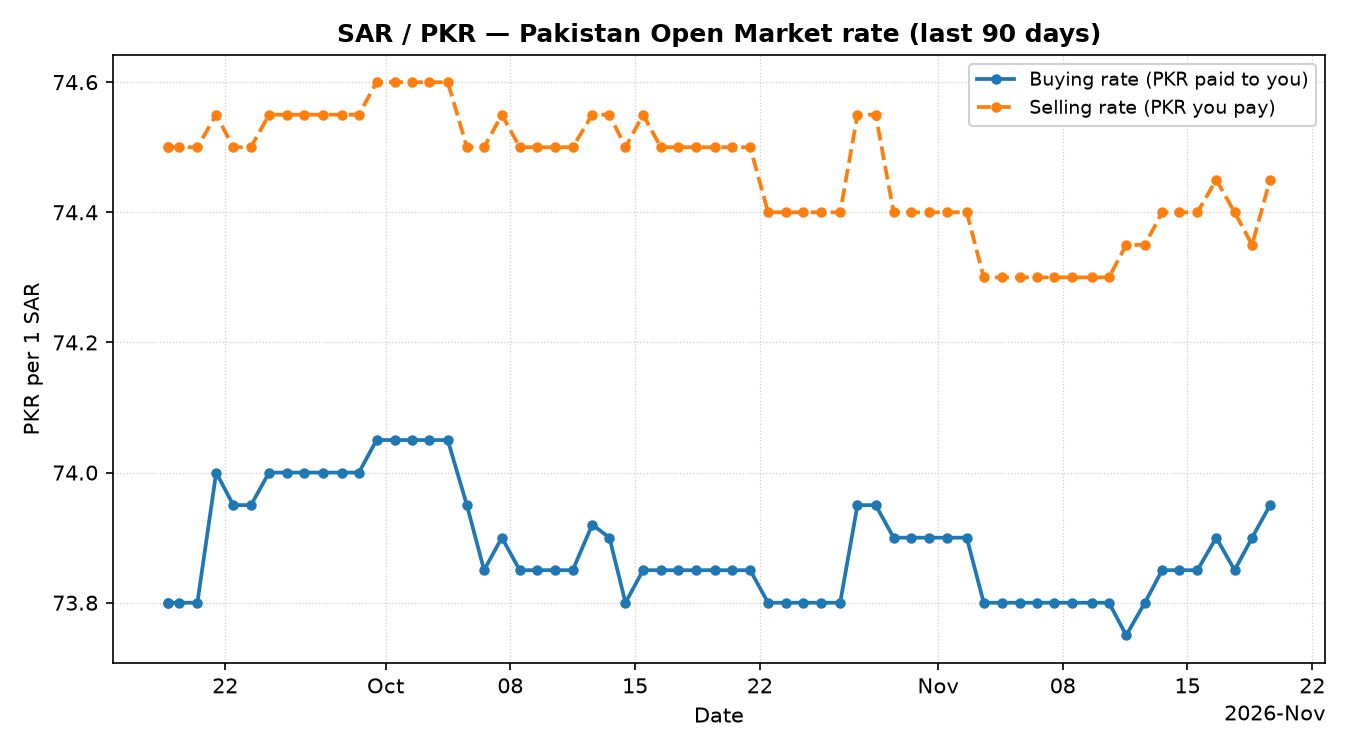 SAR / PKR — Pakistan Open Market rate (last 90 days)
Buying rate (PKR paid to you)
Selling rate (PKR you pay)
PKR per 1 SAR
74.6
74.4
74.2
74.0
73.8
22
Oct
08
15
22
Nov
08
15
22
Date
2026-Nov